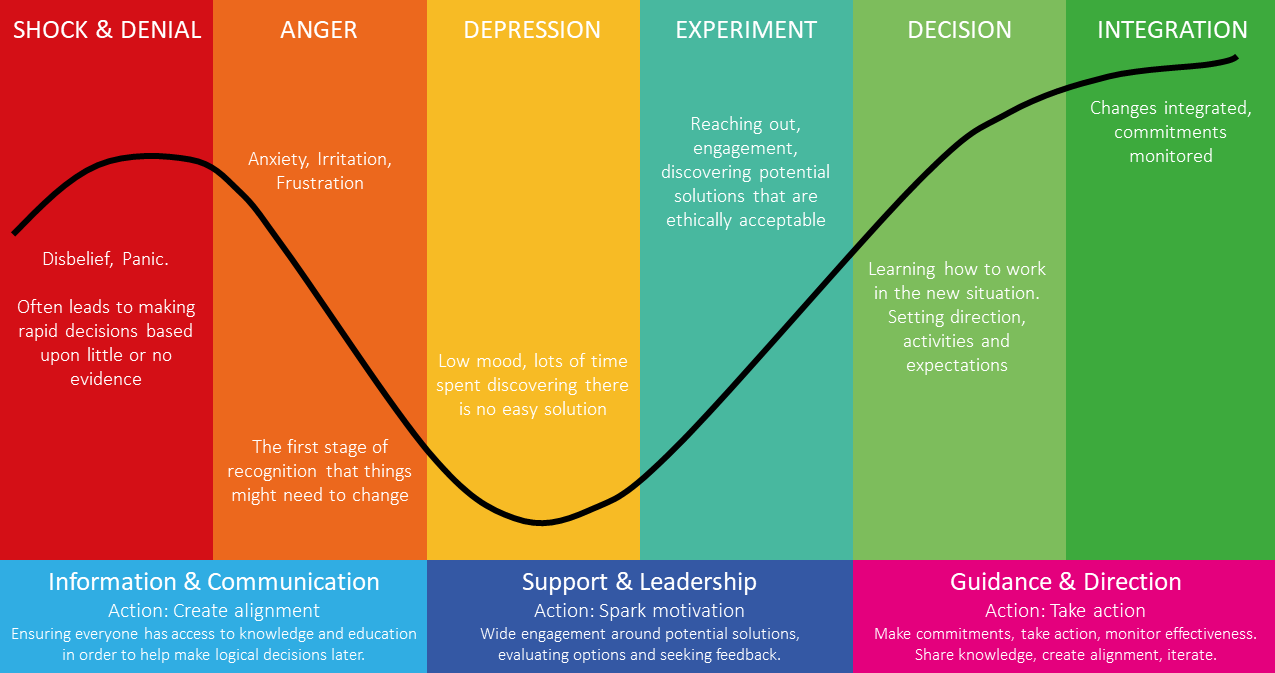 SHOCK & DENIAL
ANGER
DEPRESSION
EXPERIMENT
DECISION
INTEGRATION
Disbelief, Panic.
Often leads to making
rapid decisions based
upon little or no
evidence
Anxiety, Irritation,
Frustration
The first stage of
recognition that things
might need to change
Low mood, lots of time
spent discovering there
is no easy solution
Reaching out,
engagement,
discovering potential
solutions that are
ethically acceptable
Learning how to work
in the new situation.
Setting direction,
activities and
expectations
Changes integrated,
commitments
monitored
Information & Communication
Action: Create alignment
Ensuring everyone has access to knowledge and education
in order to help make logical decisions later.
Support & Leadership
Action: Spark motivation
Wide engagement around potential solutions,
evaluating options and seeking feedback.
Guidance & Direction
Action: Take action
Make commitments, take action, monitor effectiveness.
Share knowledge, create alignment, iterate.